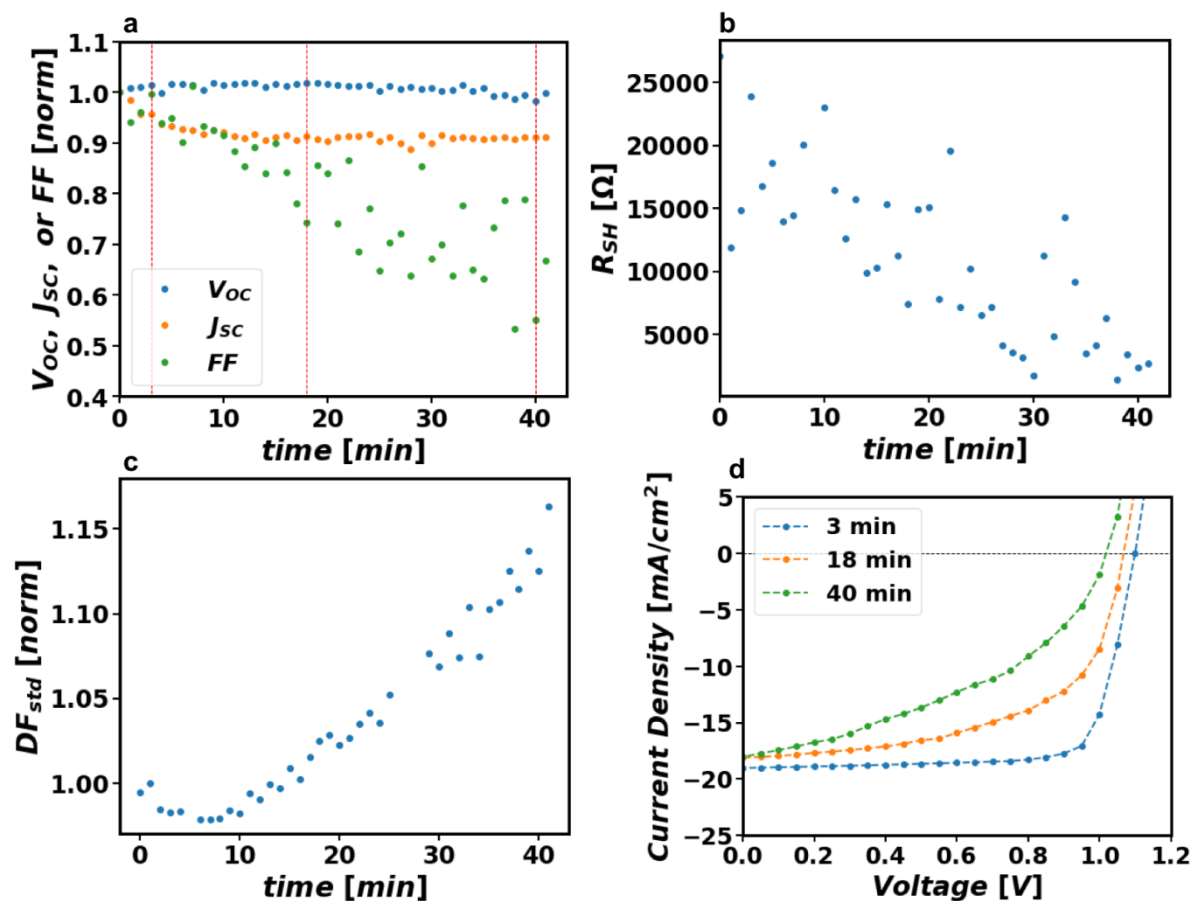 a
V_OC, J_SC, or FF [norm]
1.1
1.0
0.9
0.8
0.7
0.6
0.5
0.4
V_OC
J_SC
FF
0 10 20 30 40
time [min]
b
R_SH [Ω]
25000
20000
15000
10000
5000
0 10 20 30 40
time [min]
c
DF_std [norm]
1.15
1.10
1.05
1.00
0 10 20 30 40
time [min]
d
Current Density [mA/cm²]
5
0
−5
−10
−15
−20
−25
3 min
18 min
40 min
0.0 0.2 0.4 0.6 0.8 1.0 1.2
Voltage [V]